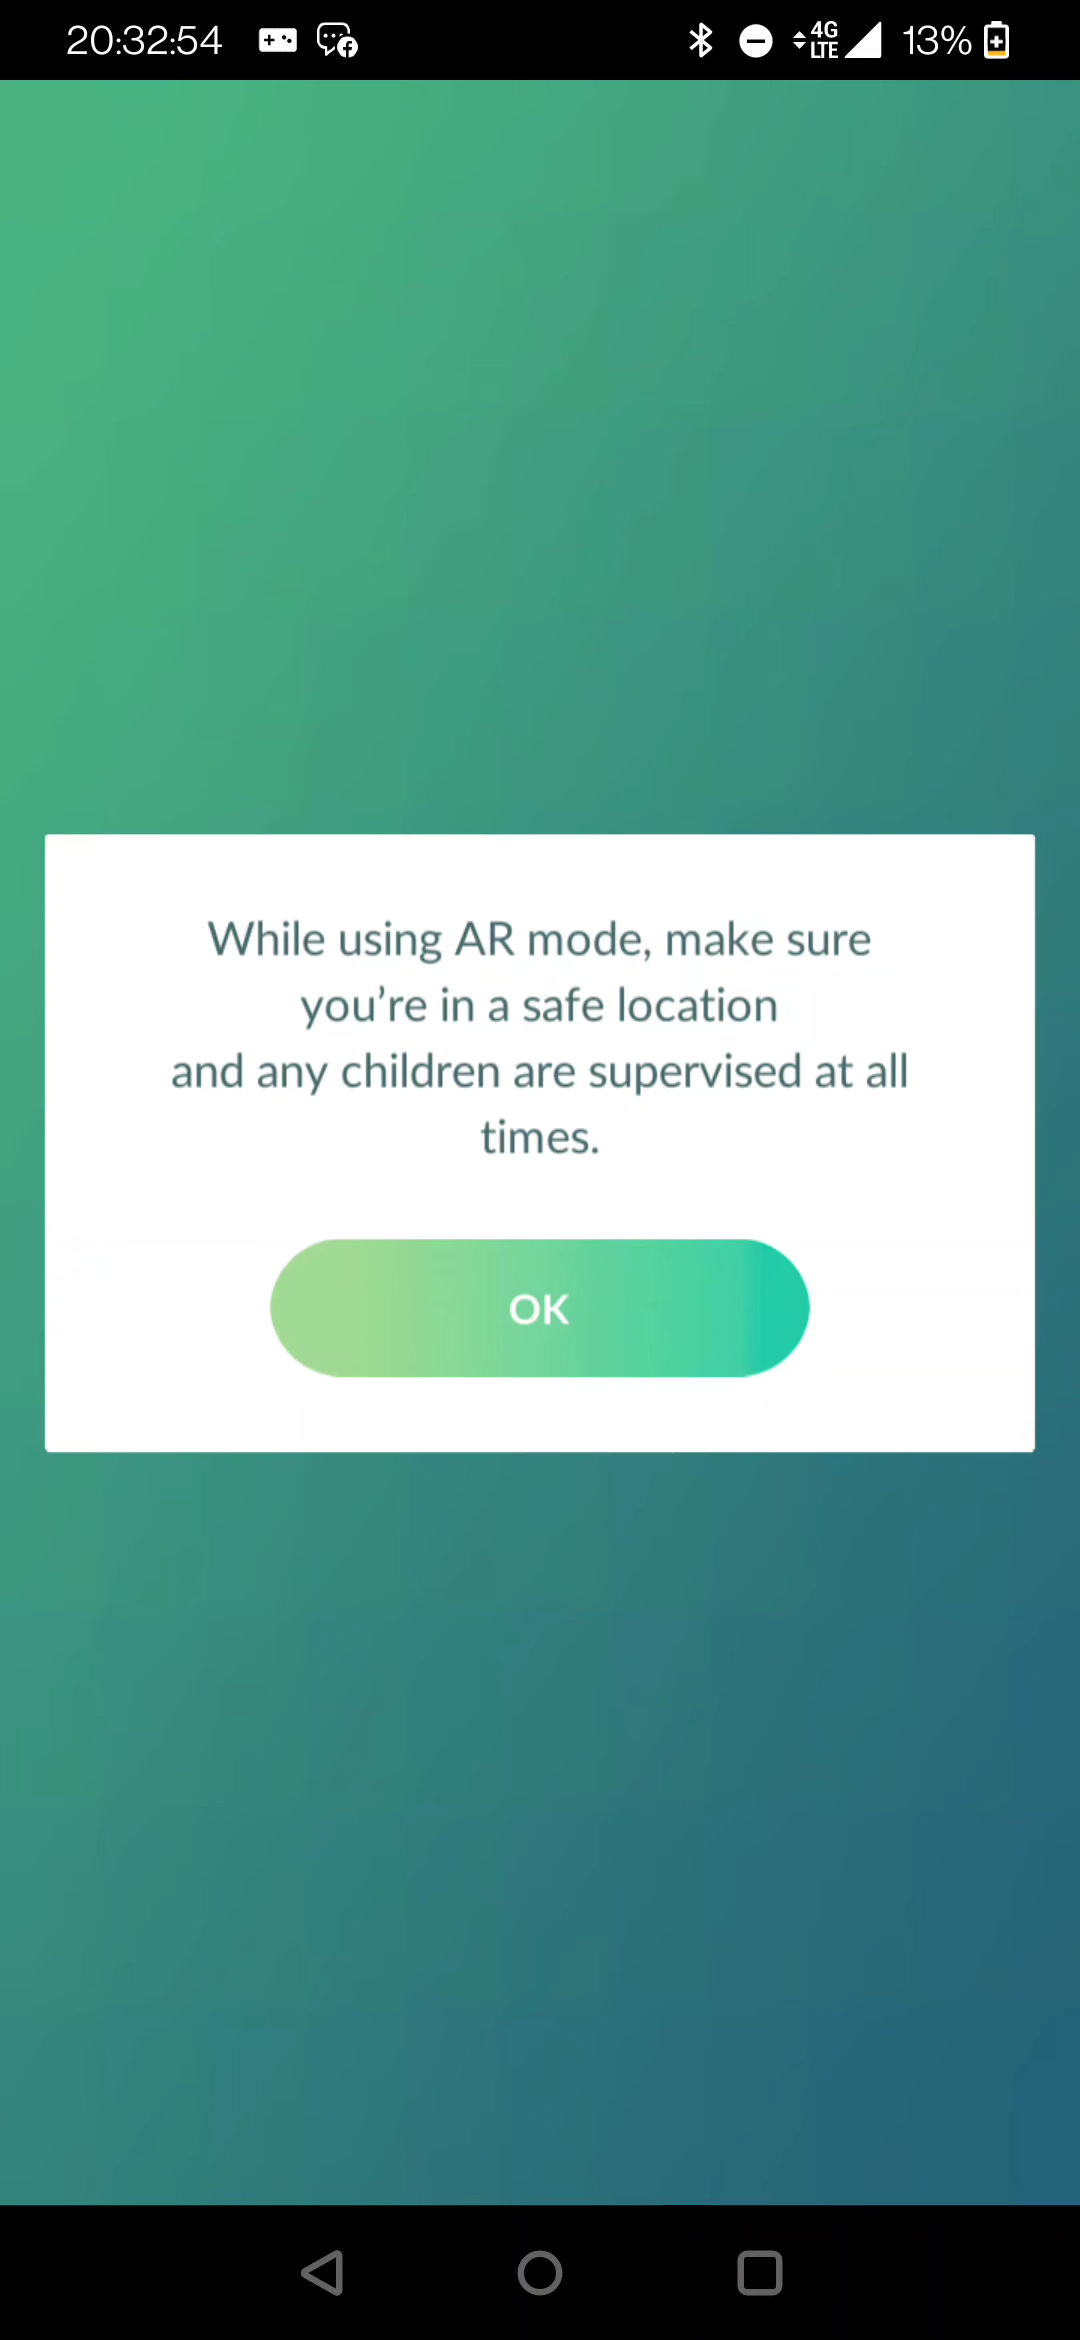 20:32:54 4G LTE 13%
While using AR mode, make sure
you’re in a safe location
and any children are supervised at all
times.
OK